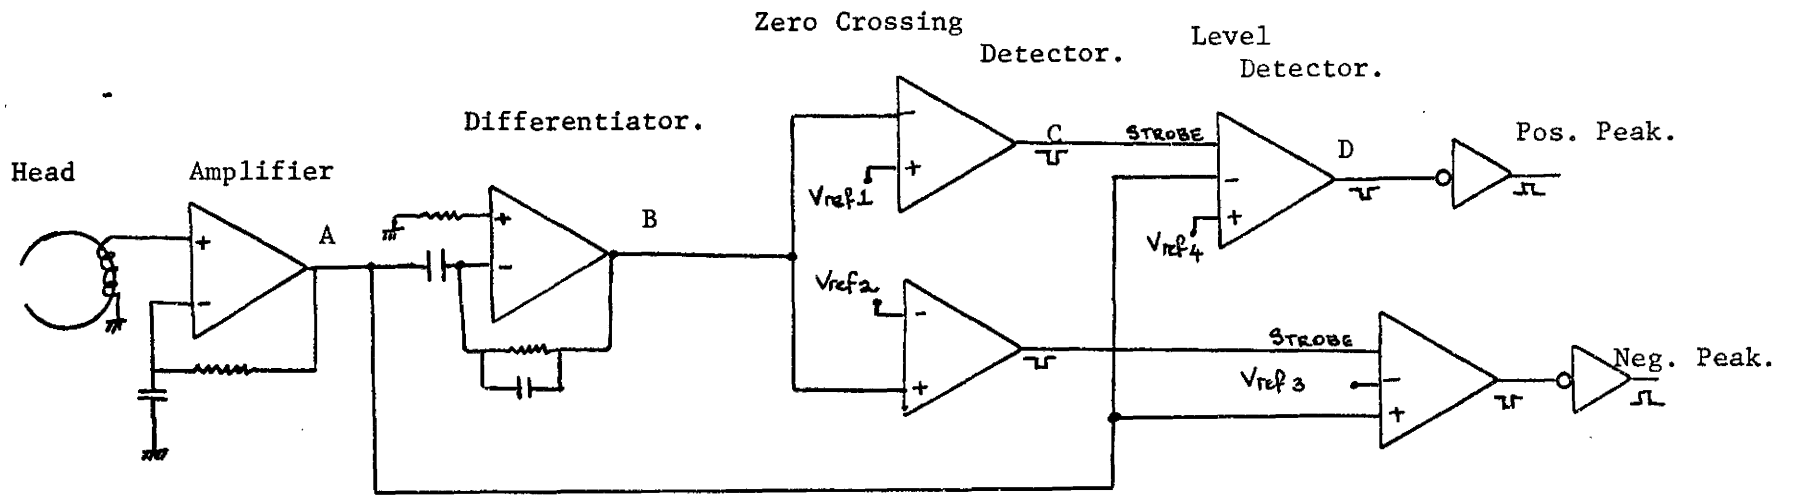 Zero Crossing
Detector.
Level
Detector.
Differentiator.
Head
Amplifier
A
B
C
STROBE
D
Pos. Peak.
+
-
-
+
Vref1
-
+
Vref4
+
-
+
-
Vref2
-
+
STROBE
Vref3
-
+
Neg. Peak.